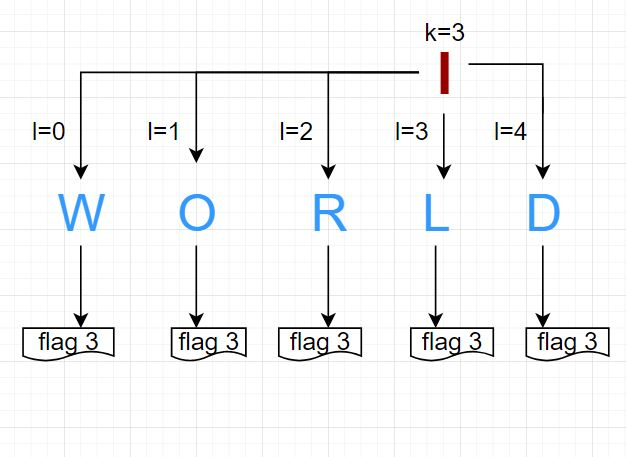 k=3
l=0 l=1 l=2 l=3 l=4
W O R L D
flag 3 flag 3 flag 3 flag 3 flag 3